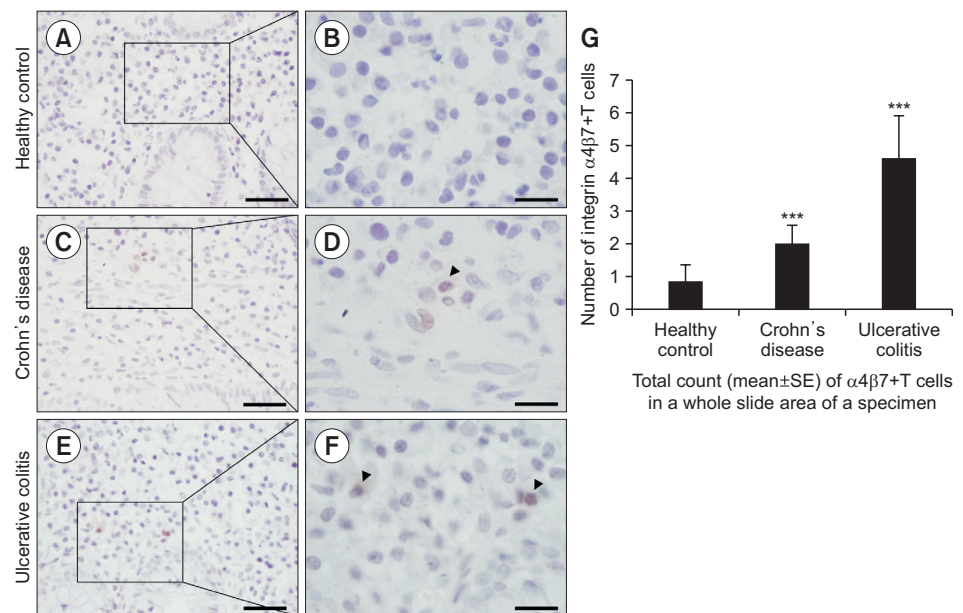 Healthy control
A
B
Crohn's disease
C
D
Ulcerative colitis
E
F
G
Number of integrin α4β7+T cells
7
6
5
4
3
2
1
0
***
***
Healthy
control
Crohn's
disease
Ulcerative
colitis
Total count (mean±SE) of α4β7+T cells
in a whole slide area of a specimen